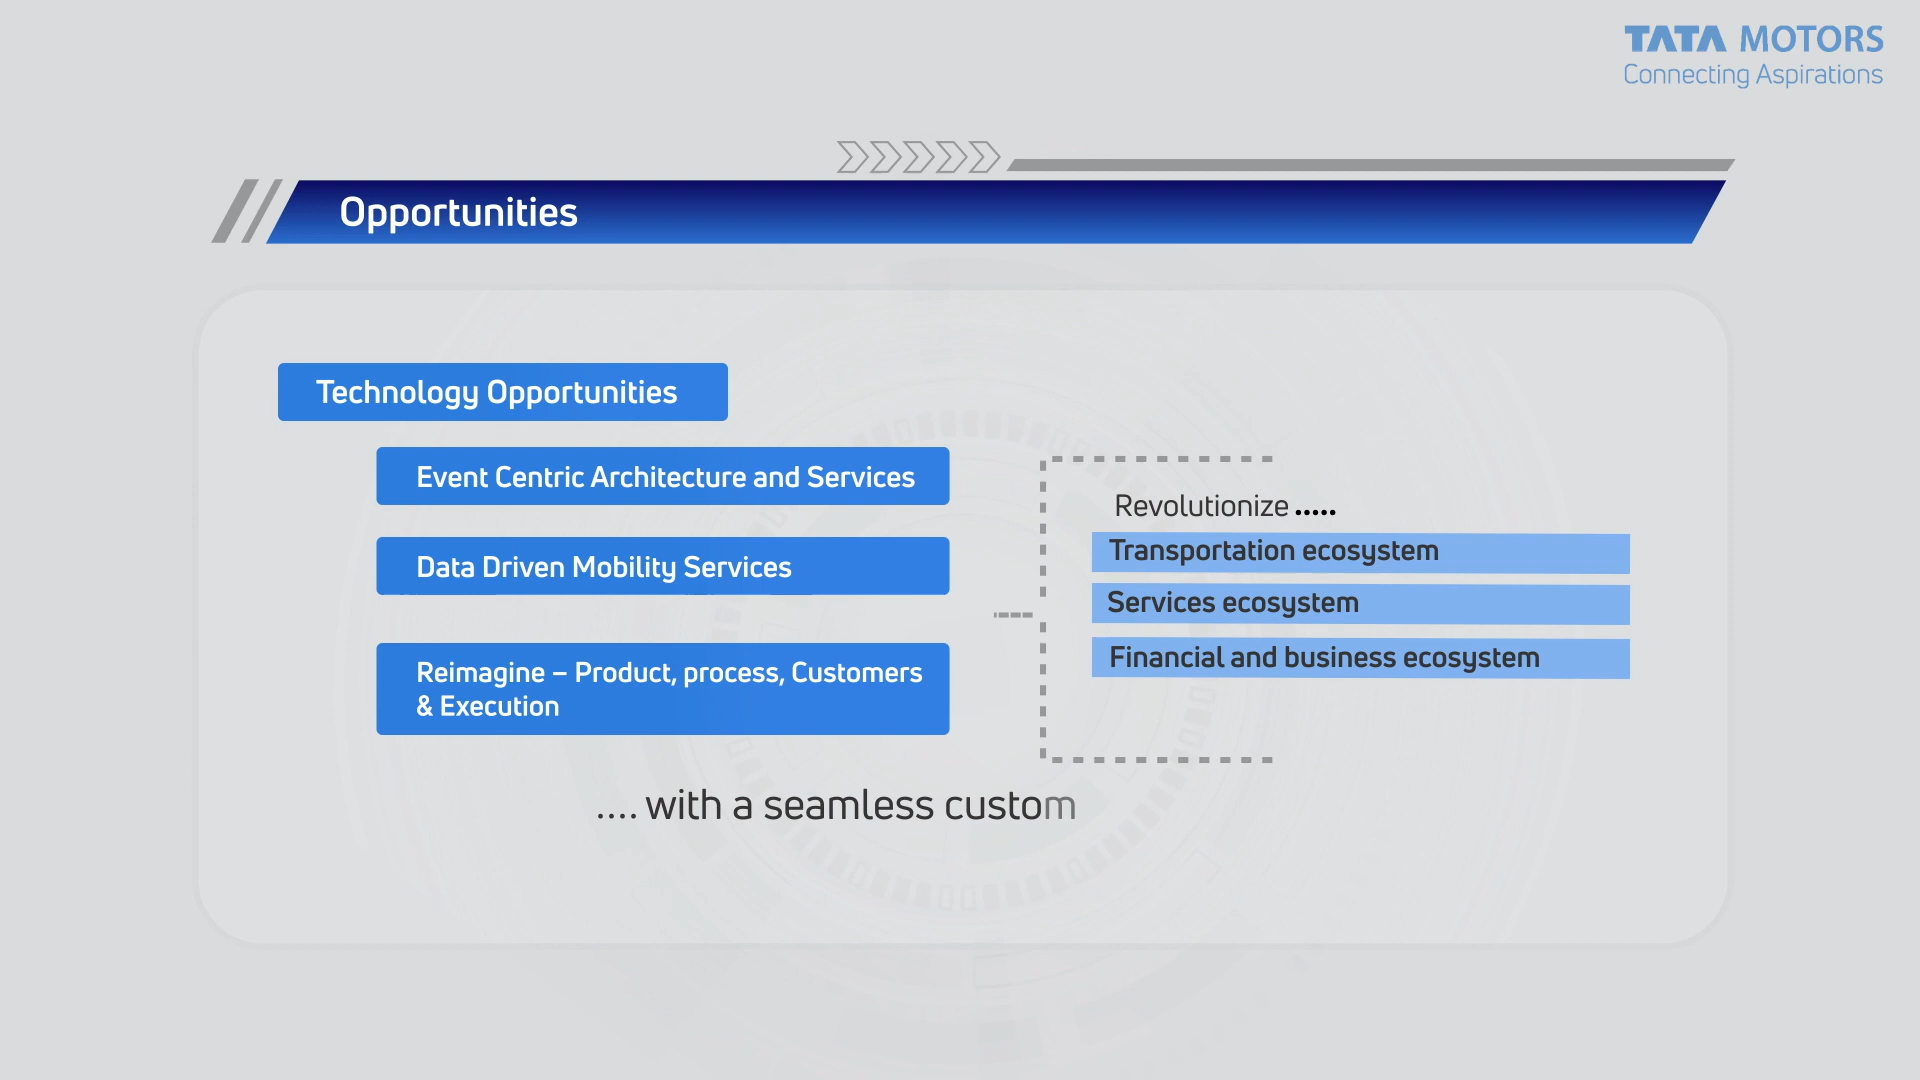 TATA MOTORS
Connecting Aspirations
Opportunities
Technology Opportunities
Event Centric Architecture and Services
Data Driven Mobility Services
Reimagine – Product, process, Customers
& Execution
Revolutionize .....
Transportation ecosystem
Services ecosystem
Financial and business ecosystem
.... with a seamless custom